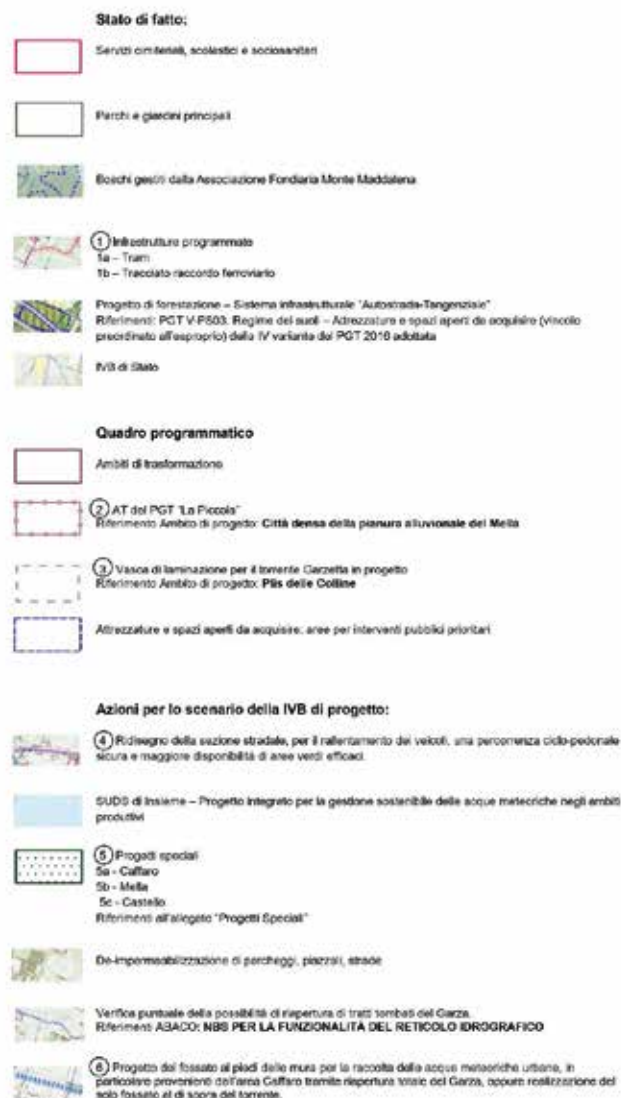 Stato di fatto:
Servizi cimiteriali, scolastici e sociosanitari
Parchi e giardini principali
Boschi gestiti dalla Associazione Fondiaria Monte Maddalena
1 Infrastrutture programmate
1a – Tram
1b – Tracciato raccordo ferroviario
Progetto di forestazione – Sistema infrastrutturale "Autostrada-Tangenziale"
Riferimenti: PGT V-PS03. Regime dei suoli – Attrezzature e spazi aperti da acquisire (vincolo
preordinato all'esproprio) della IV variante del PGT 2016 adottata
IVB di Stato
Quadro programmatico
Ambiti di trasformazione
2 AT del PGT "La Piccola"
Riferimento Ambito di progetto: Città densa della pianura alluvionale del Mella
3 Vasca di laminazione per il torrente Garzetta in progetto
Riferimento Ambito di progetto: Plis delle Colline
Attrezzature e spazi aperti da acquisire: aree per interventi pubblici prioritari
Azioni per lo scenario della IVB di progetto:
4 Ridisegno della sezione stradale, per il rallentamento dei veicoli, una percorrenza ciclo-pedonale
sicura e maggiore disponibilità di aree verdi efficaci.
SUDS di Insieme – Progetto integrato per la gestione sostenibile delle acque meteoriche negli ambiti
produttivi
5 Progetti speciali
5a - Caffaro
5b - Mella
5c - Castello
Riferimenti all'allegato "Progetti Speciali"
De-impermeabilizzazione di parcheggi, piazzali, strade
Verifica puntuale della possibilità di riapertura di tratti tombati del Garza.
Riferimenti ABACO: NBS PER LA FUNZIONALITÀ DEL RETICOLO IDROGRAFICO
6 Progetto del fossato ai piedi delle mura per la raccolta delle acque meteoriche urbane, in
particolare provenienti dall'area Caffaro tramite riapertura totale del Garza, oppure realizzazione del
solo fossato al di sopra del torrente.